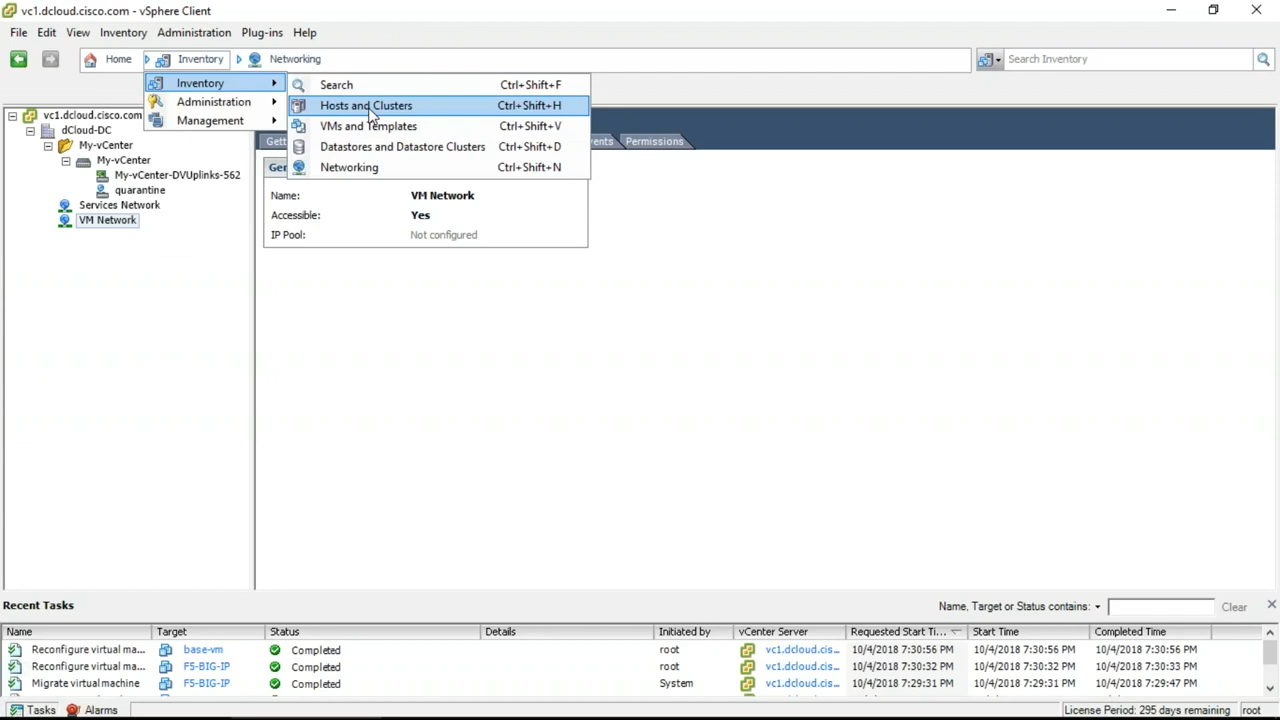 vc1.dcloud.cisco.com - vSphere Client
File Edit View Inventory Administration Plug-ins Help
Home Inventory Networking Search Inventory
Inventory
Administration
Management
Search Ctrl+Shift+F
Hosts and Clusters Ctrl+Shift+H
VMs and Templates Ctrl+Shift+V
Datastores and Datastore Clusters Ctrl+Shift+D
Networking Ctrl+Shift+N
vc1.dcloud.cisco.com
dCloud-DC
My-vCenter
My-vCenter
My-vCenter-DVUplinks-562
quarantine
Services Network
VM Network
Gett ents Permissions
Ger
Name: VM Network
Accessible: Yes
IP Pool: Not configured
Recent Tasks Name, Target or Status contains: Clear
Name Target Status Details Initiated by vCenter Server Requested Start Ti... Start Time Completed Time
Reconfigure virtual ma... base-vm Completed root vc1.dcloud.cis... 10/4/2018 7:30:56 PM 10/4/2018 7:30:56 PM 10/4/2018 7:30:56 PM
Reconfigure virtual ma... F5-BIG-IP Completed root vc1.dcloud.cis... 10/4/2018 7:30:32 PM 10/4/2018 7:30:32 PM 10/4/2018 7:30:33 PM
Migrate virtual machine F5-BIG-IP Completed System vc1.dcloud.cis... 10/4/2018 7:29:31 PM 10/4/2018 7:29:31 PM 10/4/2018 7:29:47 PM
Tasks Alarms License Period: 295 days remaining root